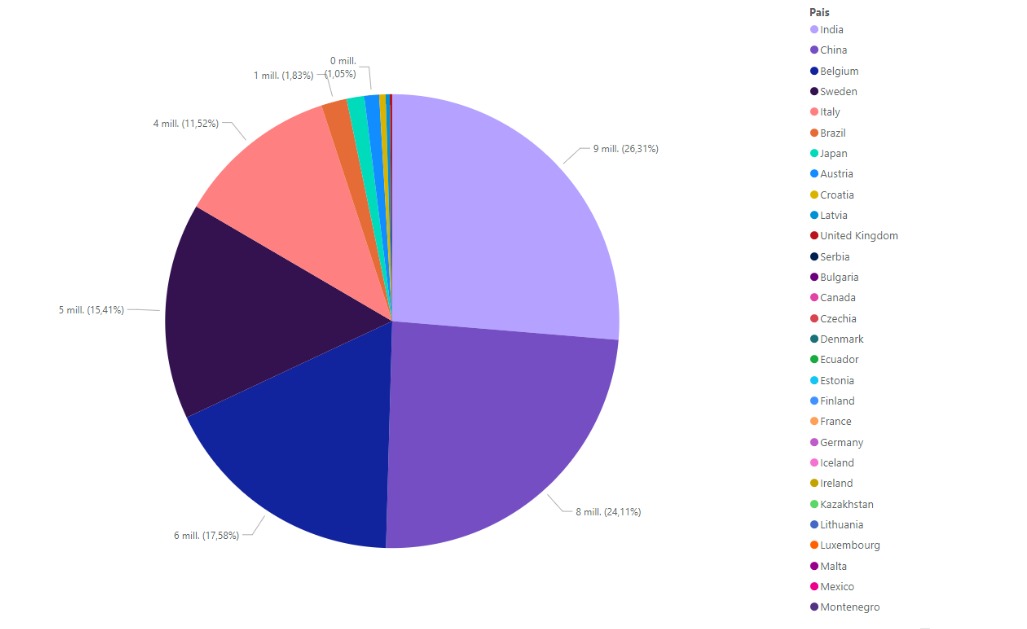 0 mill.
(1,05%)
1 mill. (1,83%)
4 mill. (11,52%)
5 mill. (15,41%)
6 mill. (17,58%)
8 mill. (24,11%)
9 mill. (26,31%)
Pais
India
China
Belgium
Sweden
Italy
Brazil
Japan
Austria
Croatia
Latvia
United Kingdom
Serbia
Bulgaria
Canada
Czechia
Denmark
Ecuador
Estonia
Finland
France
Germany
Iceland
Ireland
Kazakhstan
Lithuania
Luxembourg
Malta
Mexico
Montenegro